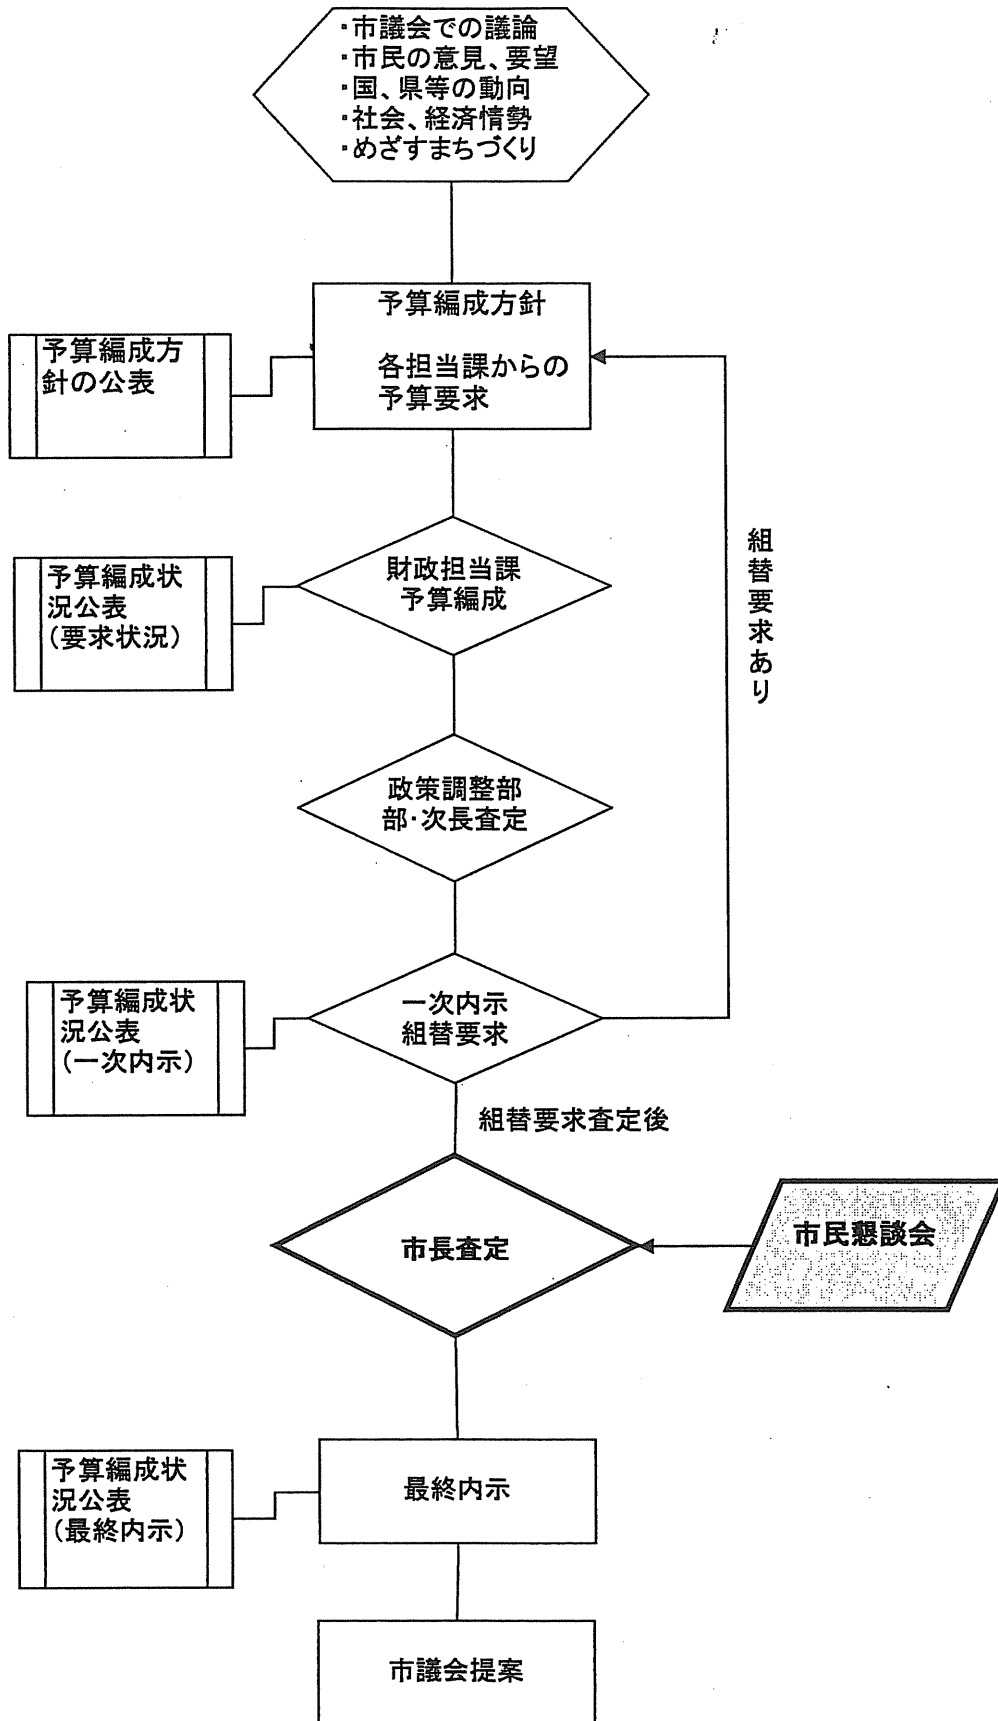 ・市議会での議論
・市民の意見、要望
・国、県等の動向
・社会、経済情勢
・めざすまちづくり
予算編成方針
各担当課からの
予算要求
予算編成方
針の公表
財政担当課
予算編成
予算編成状
況公表
(要求状況)
組替要求あり
政策調整部
部・次長査定
一次内示
組替要求
予算編成状
況公表
(一次内示)
組替要求査定後
市長査定
市民懇談会
最終内示
予算編成状
況公表
(最終内示)
市議会提案